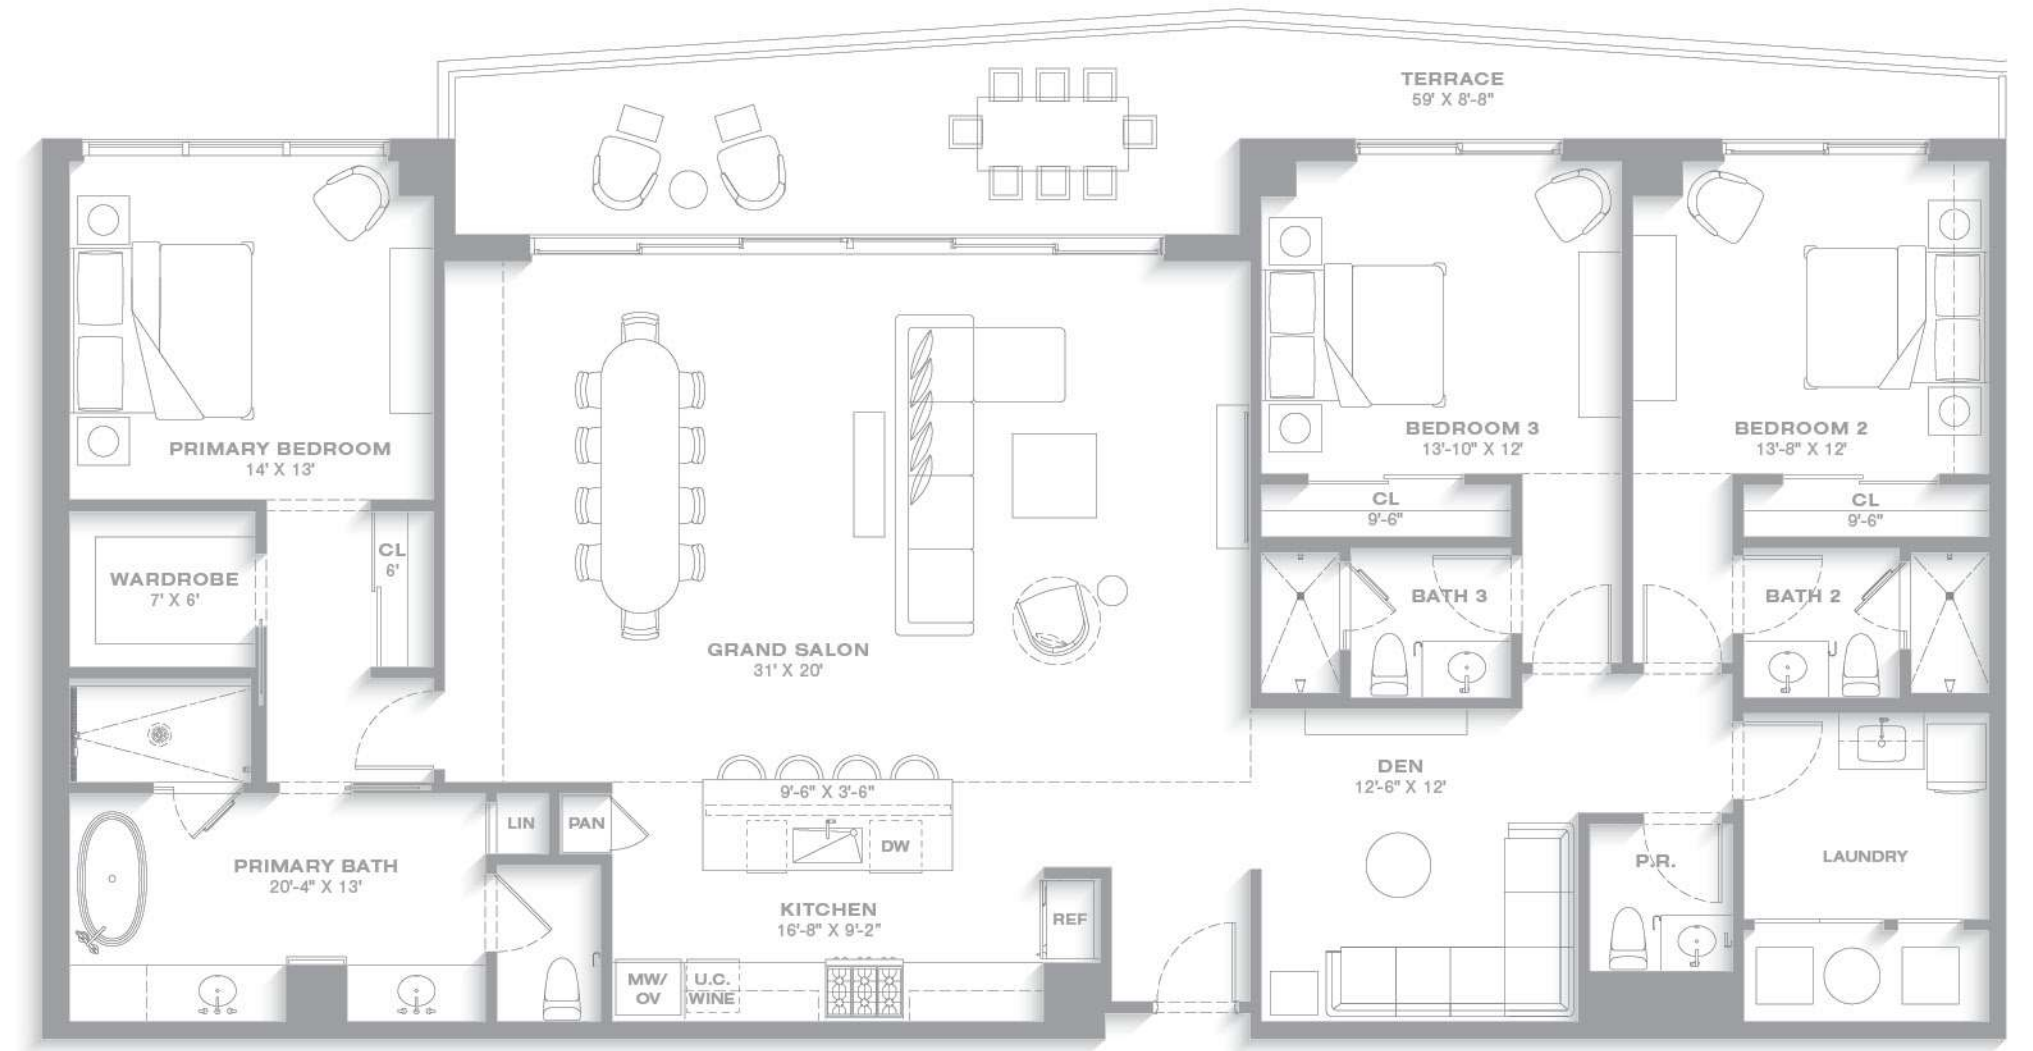 TERRACE
59' X 8'-8"
PRIMARY BEDROOM
14' X 13'
BEDROOM 3
13'-10" X 12'
BEDROOM 2
13'-8" X 12'
CL
9'-6"
CL
9'-6"
WARDROBE
7' X 6'
CL
6'
BATH 3
BATH 2
GRAND SALON
31' X 20'
DEN
12'-6" X 12'
9'-6" X 3'-6"
LIN
PAN
DW
PRIMARY BATH
20'-4" X 13'
P.R.
LAUNDRY
KITCHEN
16'-8" X 9'-2"
REF
MW/
OV
U.C.
WINE